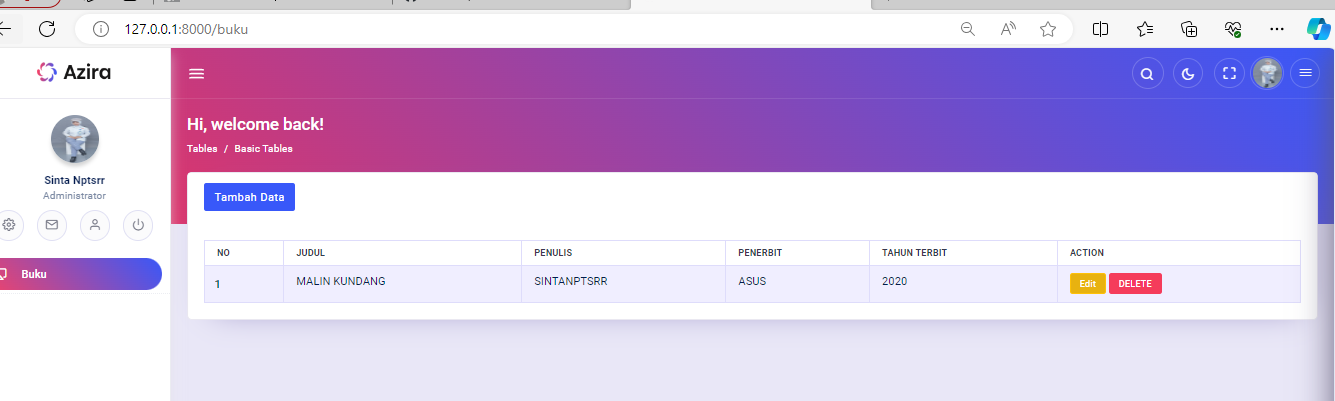 127.0.0.1:8000/buku
Azira
Hi, welcome back!
Tables / Basic Tables
Sinta Nptsrr
Administrator
Buku
Tambah Data
NO JUDUL PENULIS PENERBIT TAHUN TERBIT ACTION
1 MALIN KUNDANG SINTANPTSRR ASUS 2020 Edit DELETE